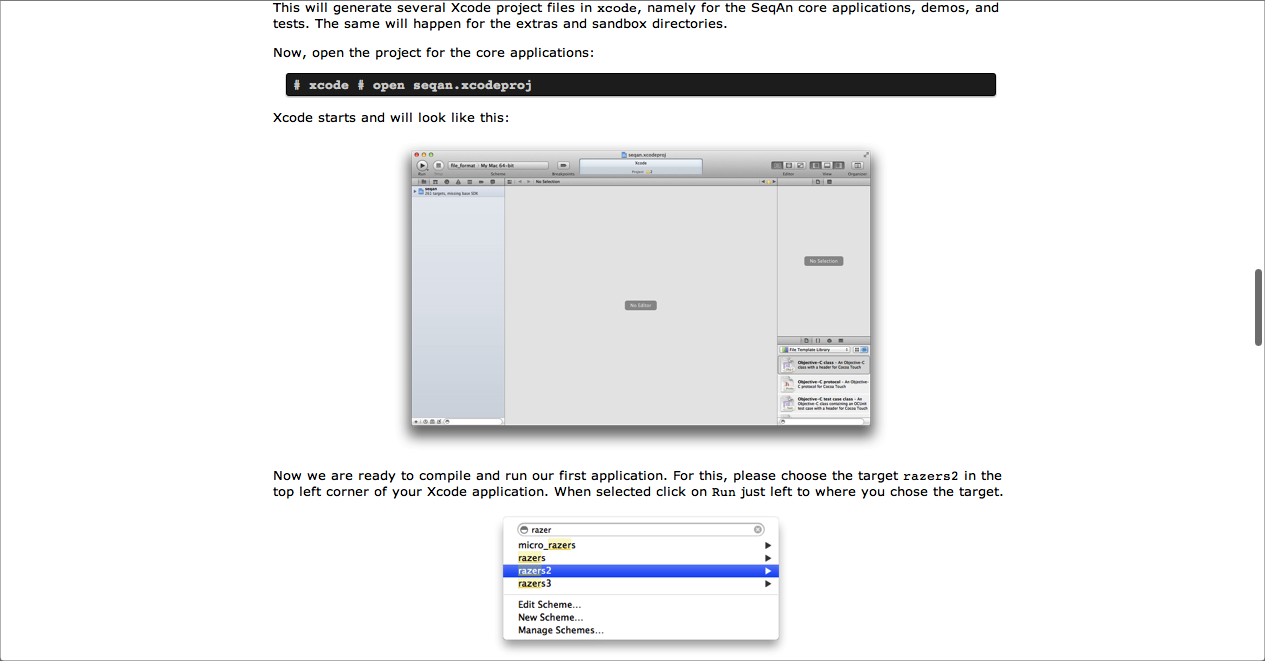 This will generate several Xcode project files in xcode, namely for the SeqAn core applications, demos, and
tests. The same will happen for the extras and sandbox directories.
Now, open the project for the core applications:
# xcode # open seqan.xcodeproj
Xcode starts and will look like this:
seqan.xcodeproj
file_format My Mac 64-bit
Xcode
Project 2
Run Stop Scheme Breakpoints Editor View Organizer
No Selection
seqan
missing base SDK
No Selection
No Editor
File Template Library
Objective-C class - An Objective-C
class with a header for Cocoa Touch
Objective-C protocol - An Objective-
C protocol for Cocoa Touch
Objective-C test case class - An
Objective-C class containing an OCUnit
test case with a header for Cocoa Touch
Now we are ready to compile and run our first application. For this, please choose the target razers2 in the
top left corner of your Xcode application. When selected click on Run just left to where you chose the target.
razer
micro_razers
razers
razers2
razers3
Edit Scheme...
New Scheme...
Manage Schemes...